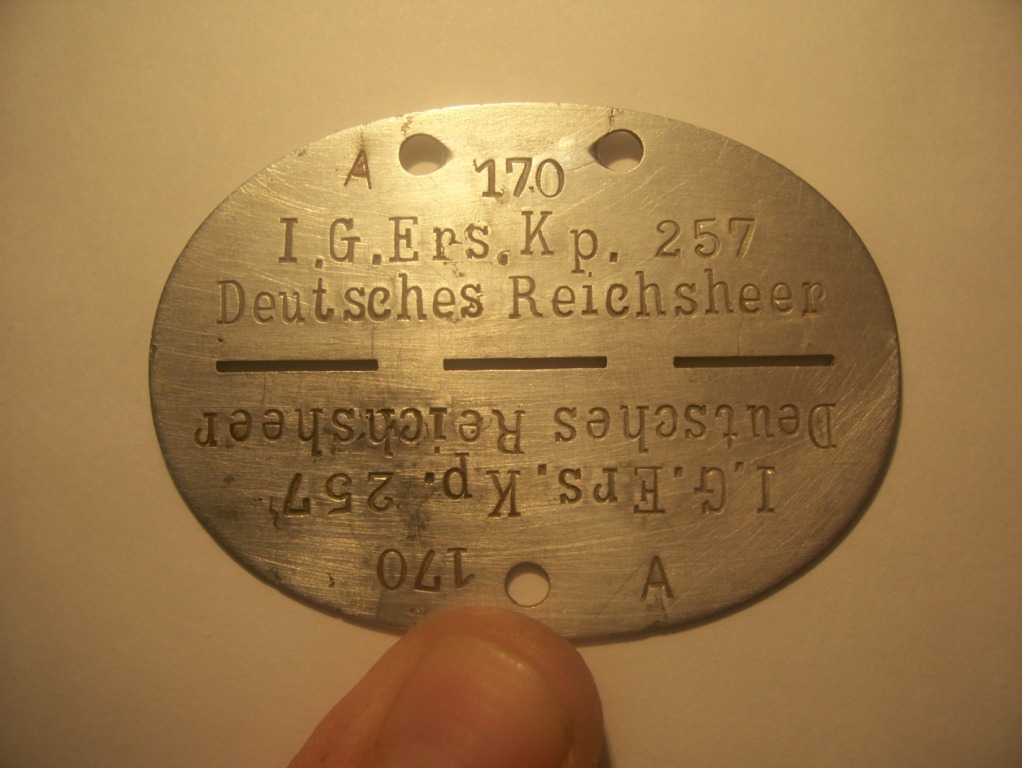 A 170
I.G.Ers.Kp. 257
Deutsches Reichsheer
Deutsches Reichsheer
I.G.Ers.Kp. 257
170 A